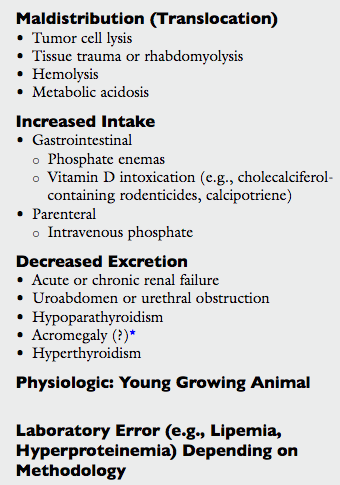 Maldistribution (Translocation)
• Tumor cell lysis
• Tissue trauma or rhabdomyolysis
• Hemolysis
• Metabolic acidosis
Increased Intake
• Gastrointestinal
○ Phosphate enemas
○ Vitamin D intoxication (e.g., cholecalciferol-
containing rodenticides, calcipotriene)
• Parenteral
○ Intravenous phosphate
Decreased Excretion
• Acute or chronic renal failure
• Uroabdomen or urethral obstruction
• Hypoparathyroidism
• Acromegaly (?)*
• Hyperthyroidism
Physiologic: Young Growing Animal
Laboratory Error (e.g., Lipemia,
Hyperproteinemia) Depending on
Methodology